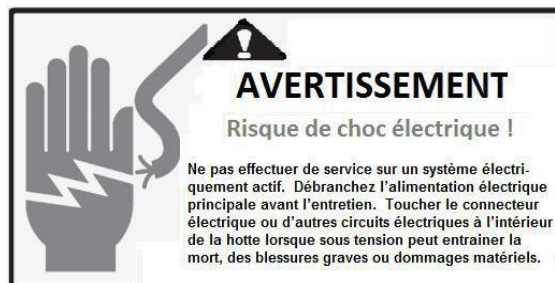 AVERTISSEMENT
Risque de choc électrique !
Ne pas effectuer de service sur un système électri-
quement actif. Débranchez l'alimentation électrique
principale avant l'entretien. Toucher le connecteur
électrique ou d'autres circuits électriques à l'intérieur
de la hotte lorsque sous tension peut entrainer la
mort, des blessures graves ou dommages matériels.